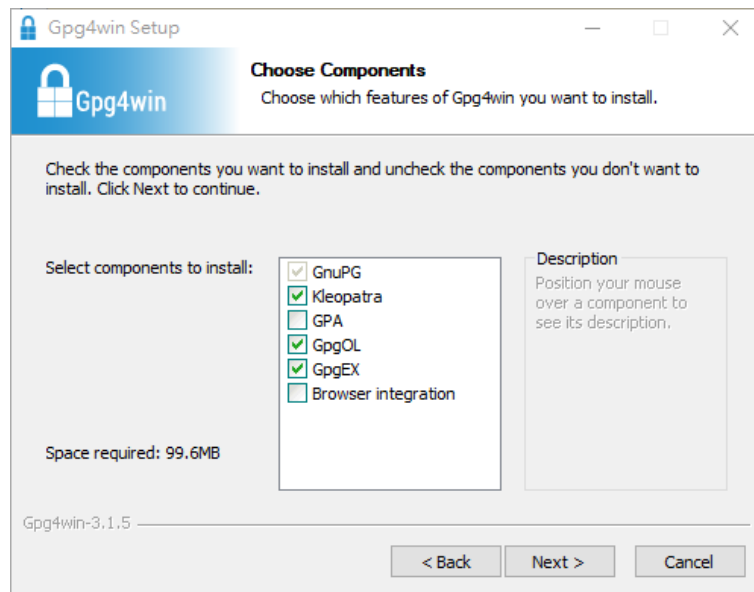 Gpg4win Setup
Gpg4win
Choose Components
Choose which features of Gpg4win you want to install.
Check the components you want to install and uncheck the components you don't want to
install. Click Next to continue.
Select components to install:
GnuPG
Kleopatra
GPA
GpgOL
GpgEX
Browser integration
Description
Position your mouse
over a component to
see its description.
Space required: 99.6MB
Gpg4win-3.1.5
< Back
Next >
Cancel